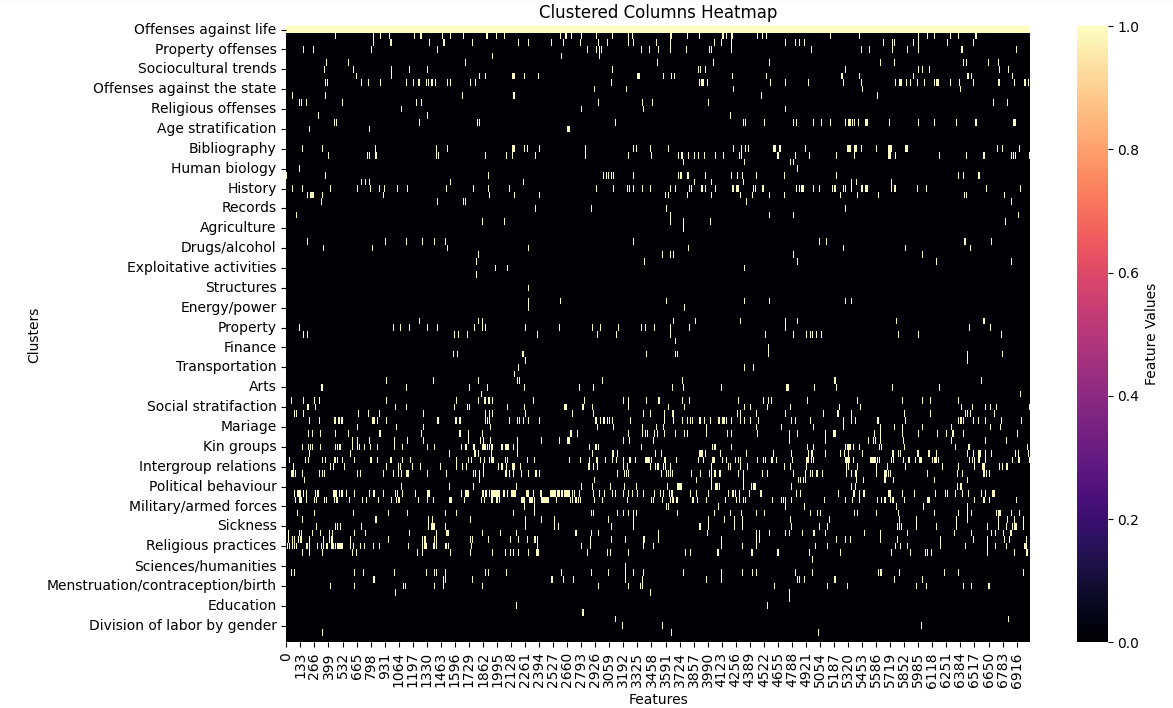 Clustered Columns Heatmap
Offenses against life
Property offenses
Sociocultural trends
Offenses against the state
Religious offenses
Age stratification
Bibliography
Human biology
History
Records
Agriculture
Drugs/alcohol
Exploitative activities
Structures
Energy/power
Property
Finance
Transportation
Arts
Social stratifaction
Mariage
Kin groups
Intergroup relations
Political behaviour
Military/armed forces
Sickness
Religious practices
Sciences/humanities
Menstruation/contraception/birth
Education
Division of labor by gender
Clusters
0 133 266 399 532 665 798 931 1064 1197 1330 1463 1596 1729 1862 1995 2128 2261 2394 2527 2660 2793 2926 3059 3192 3325 3458 3591 3724 3857 3990 4123 4256 4389 4522 4655 4788 4921 5054 5187 5320 5453 5586 5719 5852 5985 6118 6251 6384 6517 6650 6783 6916
Features
1.0
0.8
0.6
0.4
0.2
0.0
Feature Values